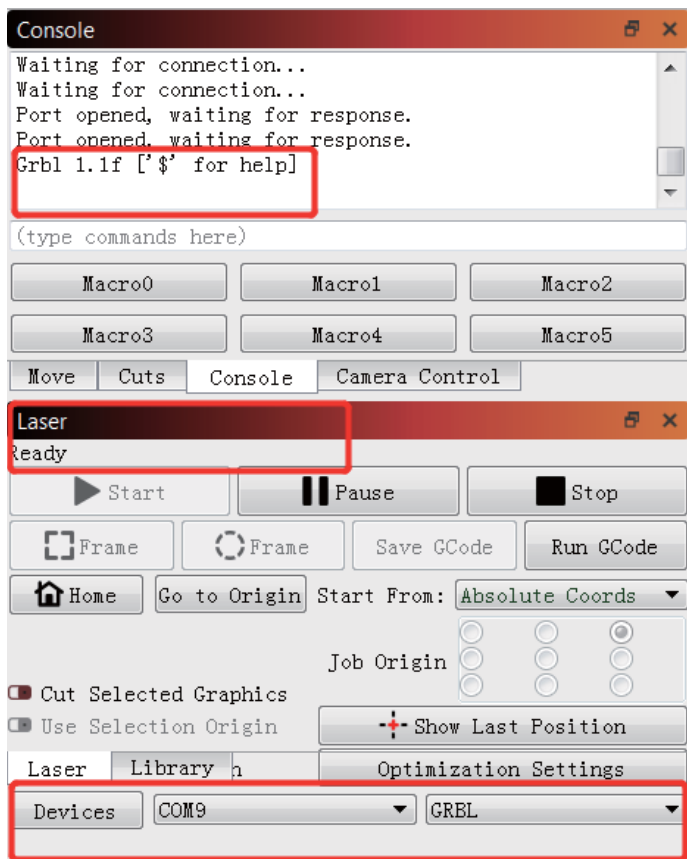 Console
Waiting for connection...
Waiting for connection...
Port opened, waiting for response.
Port opened, waiting for response.
Grbl 1.1f ['$' for help]
(type commands here)
Macro0 Macro1 Macro2
Macro3 Macro4 Macro5
Move Cuts Console Camera Control
Laser
Ready
Start Pause Stop
Frame Frame Save GCode Run GCode
Home Go to Origin Start From: Absolute Coords
Job Origin
Cut Selected Graphics
Use Selection Origin Show Last Position
Laser Library Optimization Settings
Devices COM9 GRBL